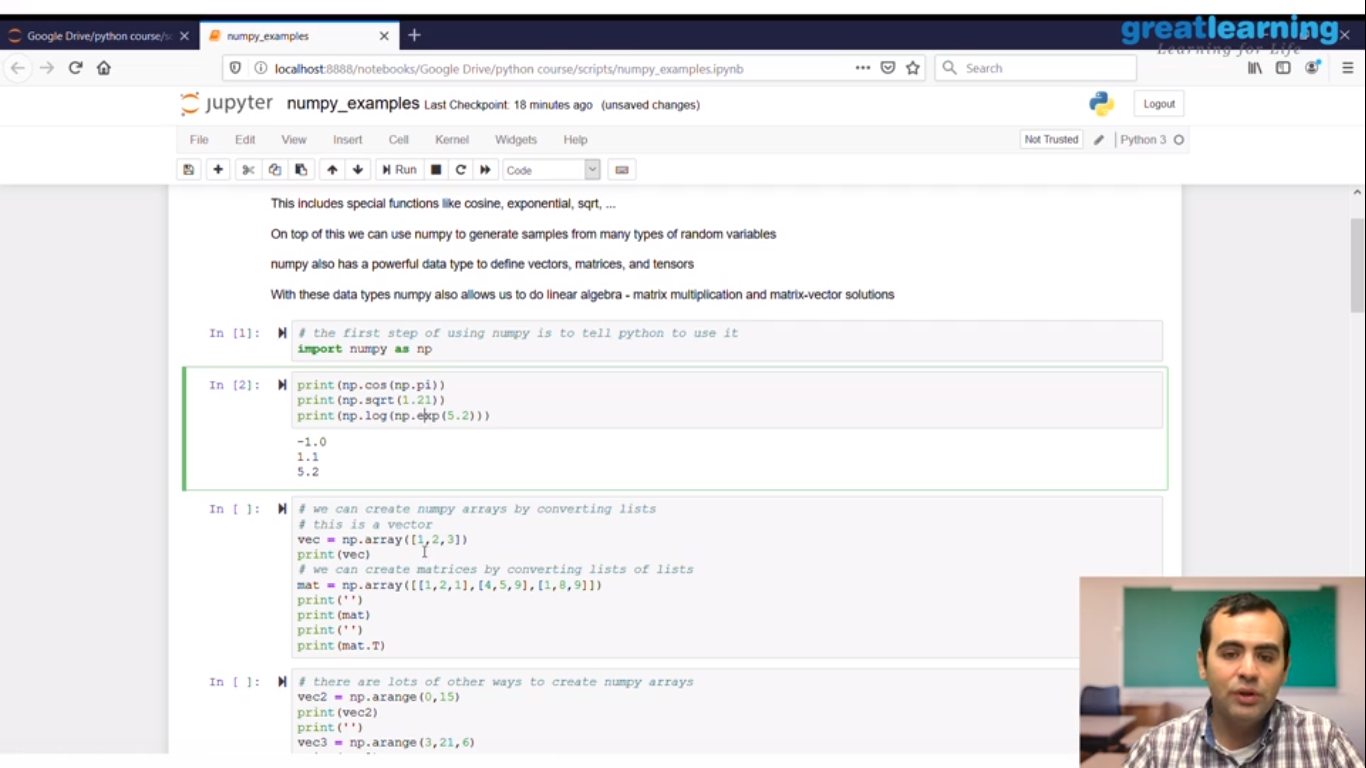 greatlearning
Learning for Life
Google Drive/python course/sc
numpy_examples
localhost:8888/notebooks/Google Drive/python course/scripts/numpy_examples.ipynb
Search
jupyter numpy_examples Last Checkpoint: 18 minutes ago (unsaved changes)
Logout
File Edit View Insert Cell Kernel Widgets Help
Not Trusted
Python 3
Run
Code
This includes special functions like cosine, exponential, sqrt, ...
On top of this we can use numpy to generate samples from many types of random variables
numpy also has a powerful data type to define vectors, matrices, and tensors
With these data types numpy also allows us to do linear algebra - matrix multiplication and matrix-vector solutions
In [1]: # the first step of using numpy is to tell python to use it
import numpy as np
In [2]: print(np.cos(np.pi))
print(np.sqrt(1.21))
print(np.log(np.exp(5.2)))
-1.0
1.1
5.2
In [ ]: # we can create numpy arrays by converting lists
# this is a vector
vec = np.array([1,2,3])
print(vec)
# we can create matrices by converting lists of lists
mat = np.array([[1,2,1],[4,5,9],[1,8,9]])
print('')
print(mat)
print('')
print(mat.T)
In [ ]: # there are lots of other ways to create numpy arrays
vec2 = np.arange(0,15)
print(vec2)
print('')
vec3 = np.arange(3,21,6)